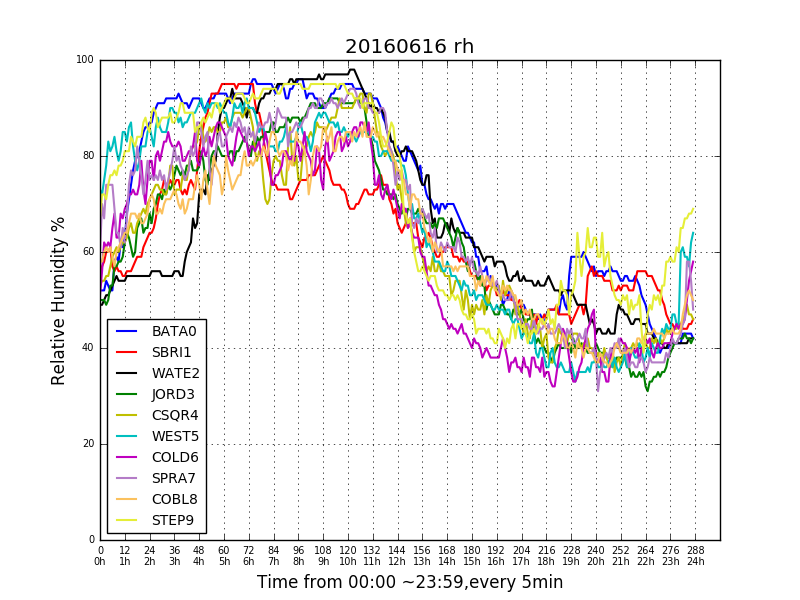 20160616 rh
Relative Humidity %
100
80
60
40
20
0
BATA0
SBRI1
WATE2
JORD3
CSQR4
WEST5
COLD6
SPRA7
COBL8
STEP9
0 12 24 36 48 60 72 84 96 108 120 132 144 156 168 180 192 204 216 228 240 252 264 276 288
0h 1h 2h 3h 4h 5h 6h 7h 8h 9h 10h 11h 12h 13h 14h 15h 16h 17h 18h 19h 20h 21h 22h 23h 24h
Time from 00:00 ~23:59,every 5min